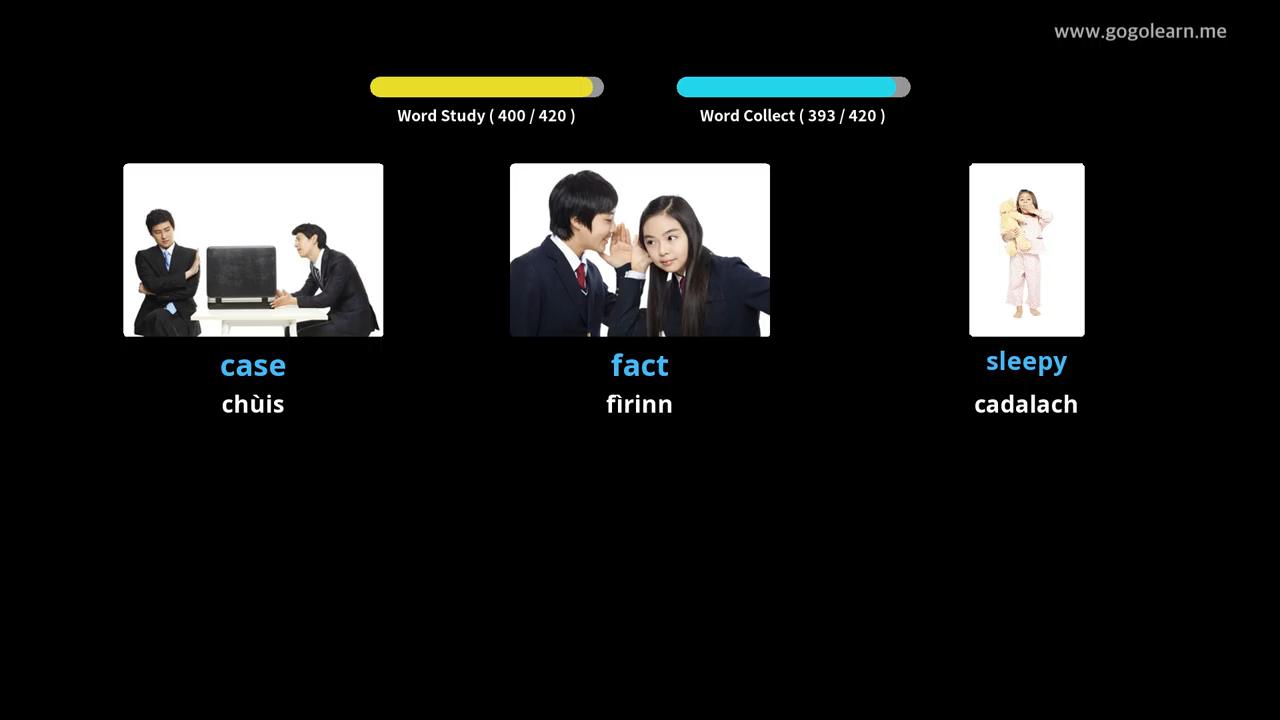 www.gogolearn.me
Word Study ( 400 / 420 )
Word Collect ( 393 / 420 )
case
fact
sleepy
chùis
fìrinn
cadalach